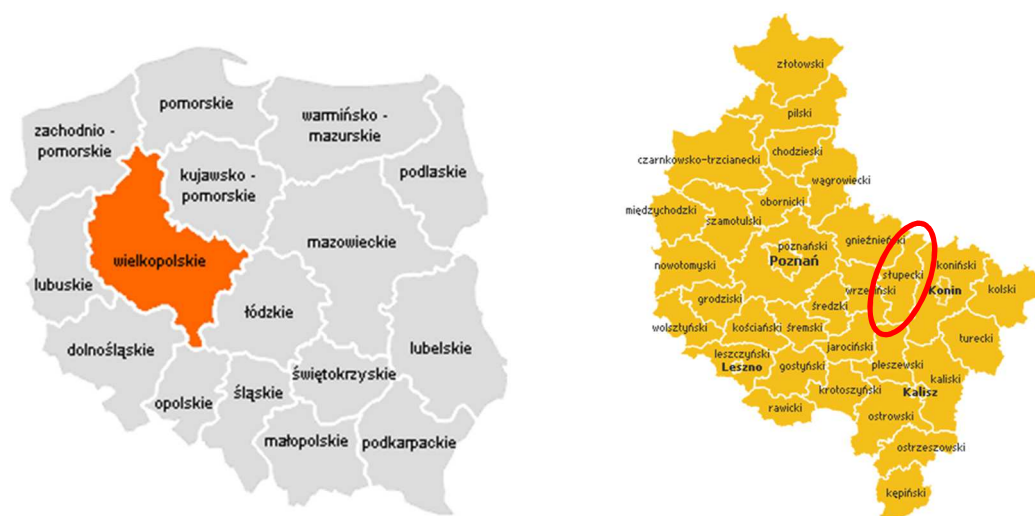 pomorskie
warmińsko -
mazurskie
zachodnio -
pomorskie
podlaskie
kujawsko -
pomorskie
mazowieckie
wielkopolskie
lubuskie
łódzkie
dolnośląskie
lubelskie
świętokrzyskie
śląskie
opolskie
małopolskie
podkarpackie
złotowski
pilski
chodzieski
czarnkowsko-trzcianecki
wągrowiecki
obornicki
międzychodzki
szamotulski
gnieźnieński
poznański
Poznań
nowotomyski
słupecki
koniński
wrzesiński
Konin
kolski
grodziski
średzki
wolsztyński
kościański
śremski
turecki
jarociński
leszczyński
Leszno
gostyński
pleszewski
kaliski
krotoszyński
Kalisz
rawicki
ostrowski
ostrzeszowski
kępiński